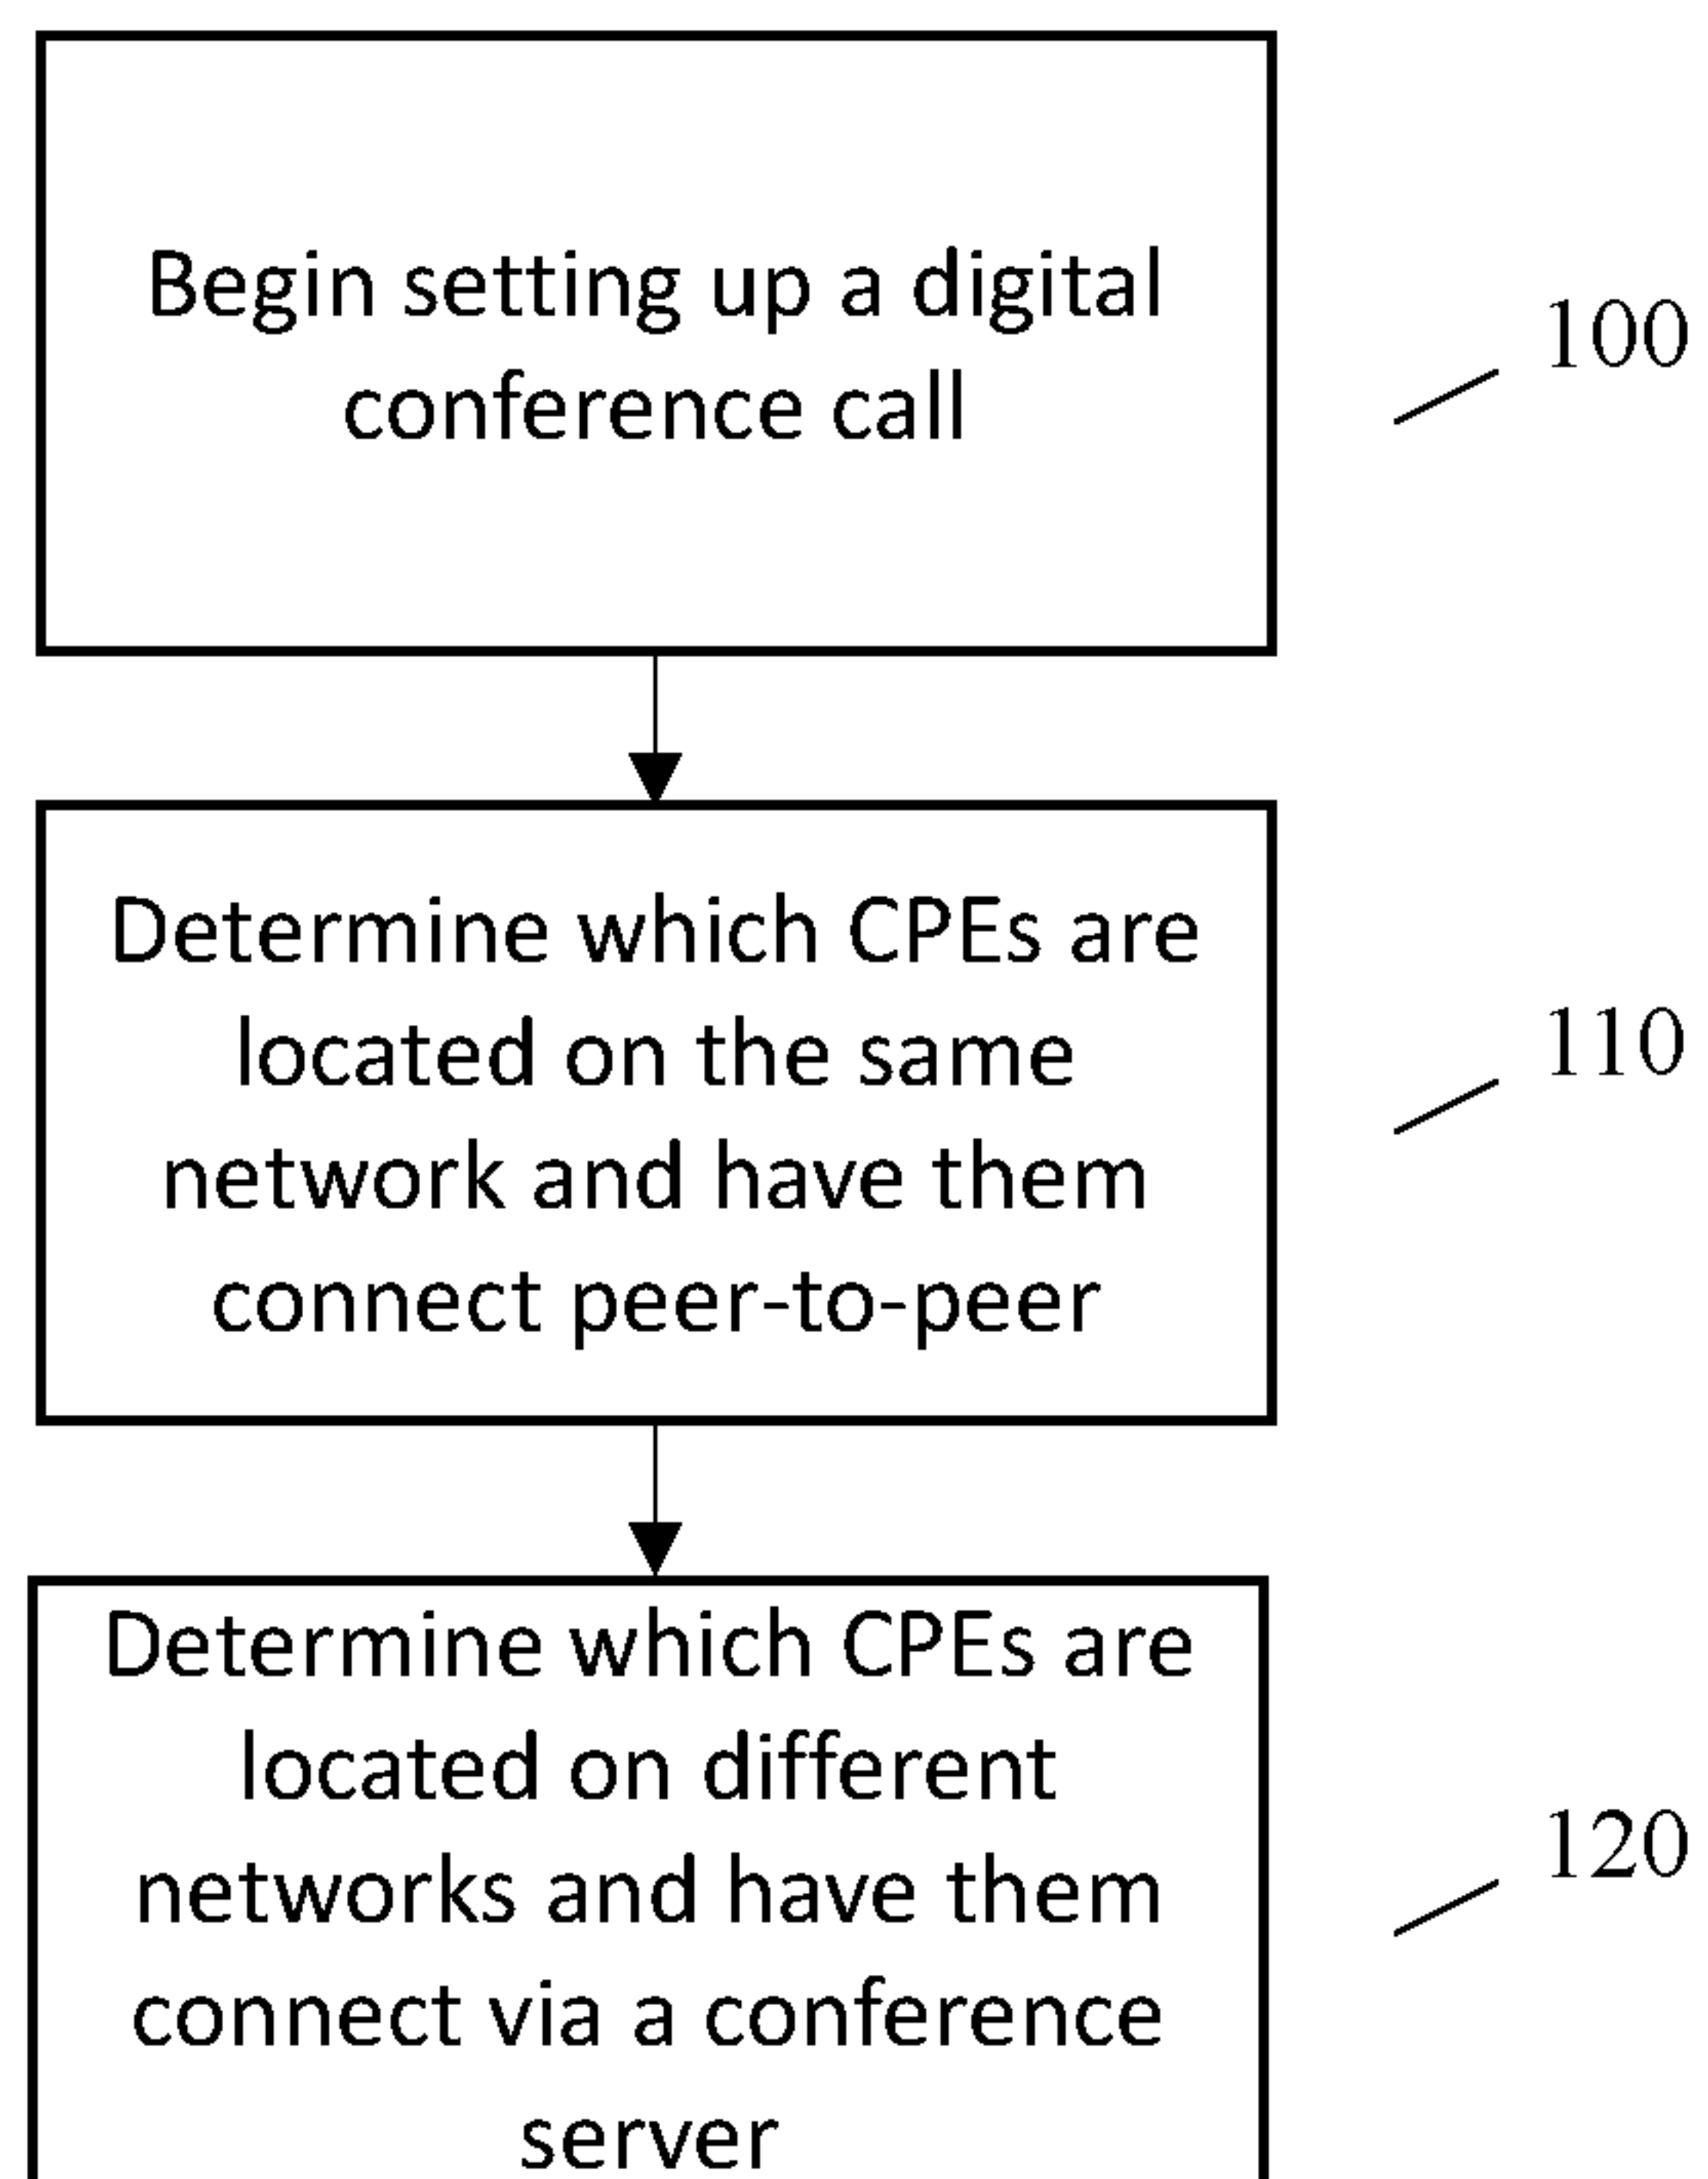 Begin setting up a digital
conference call
100
Determine which CPEs are
located on the same
network and have them
connect peer-to-peer
110
Determine which CPEs are
located on different
networks and have them
connect via a conference
server
120